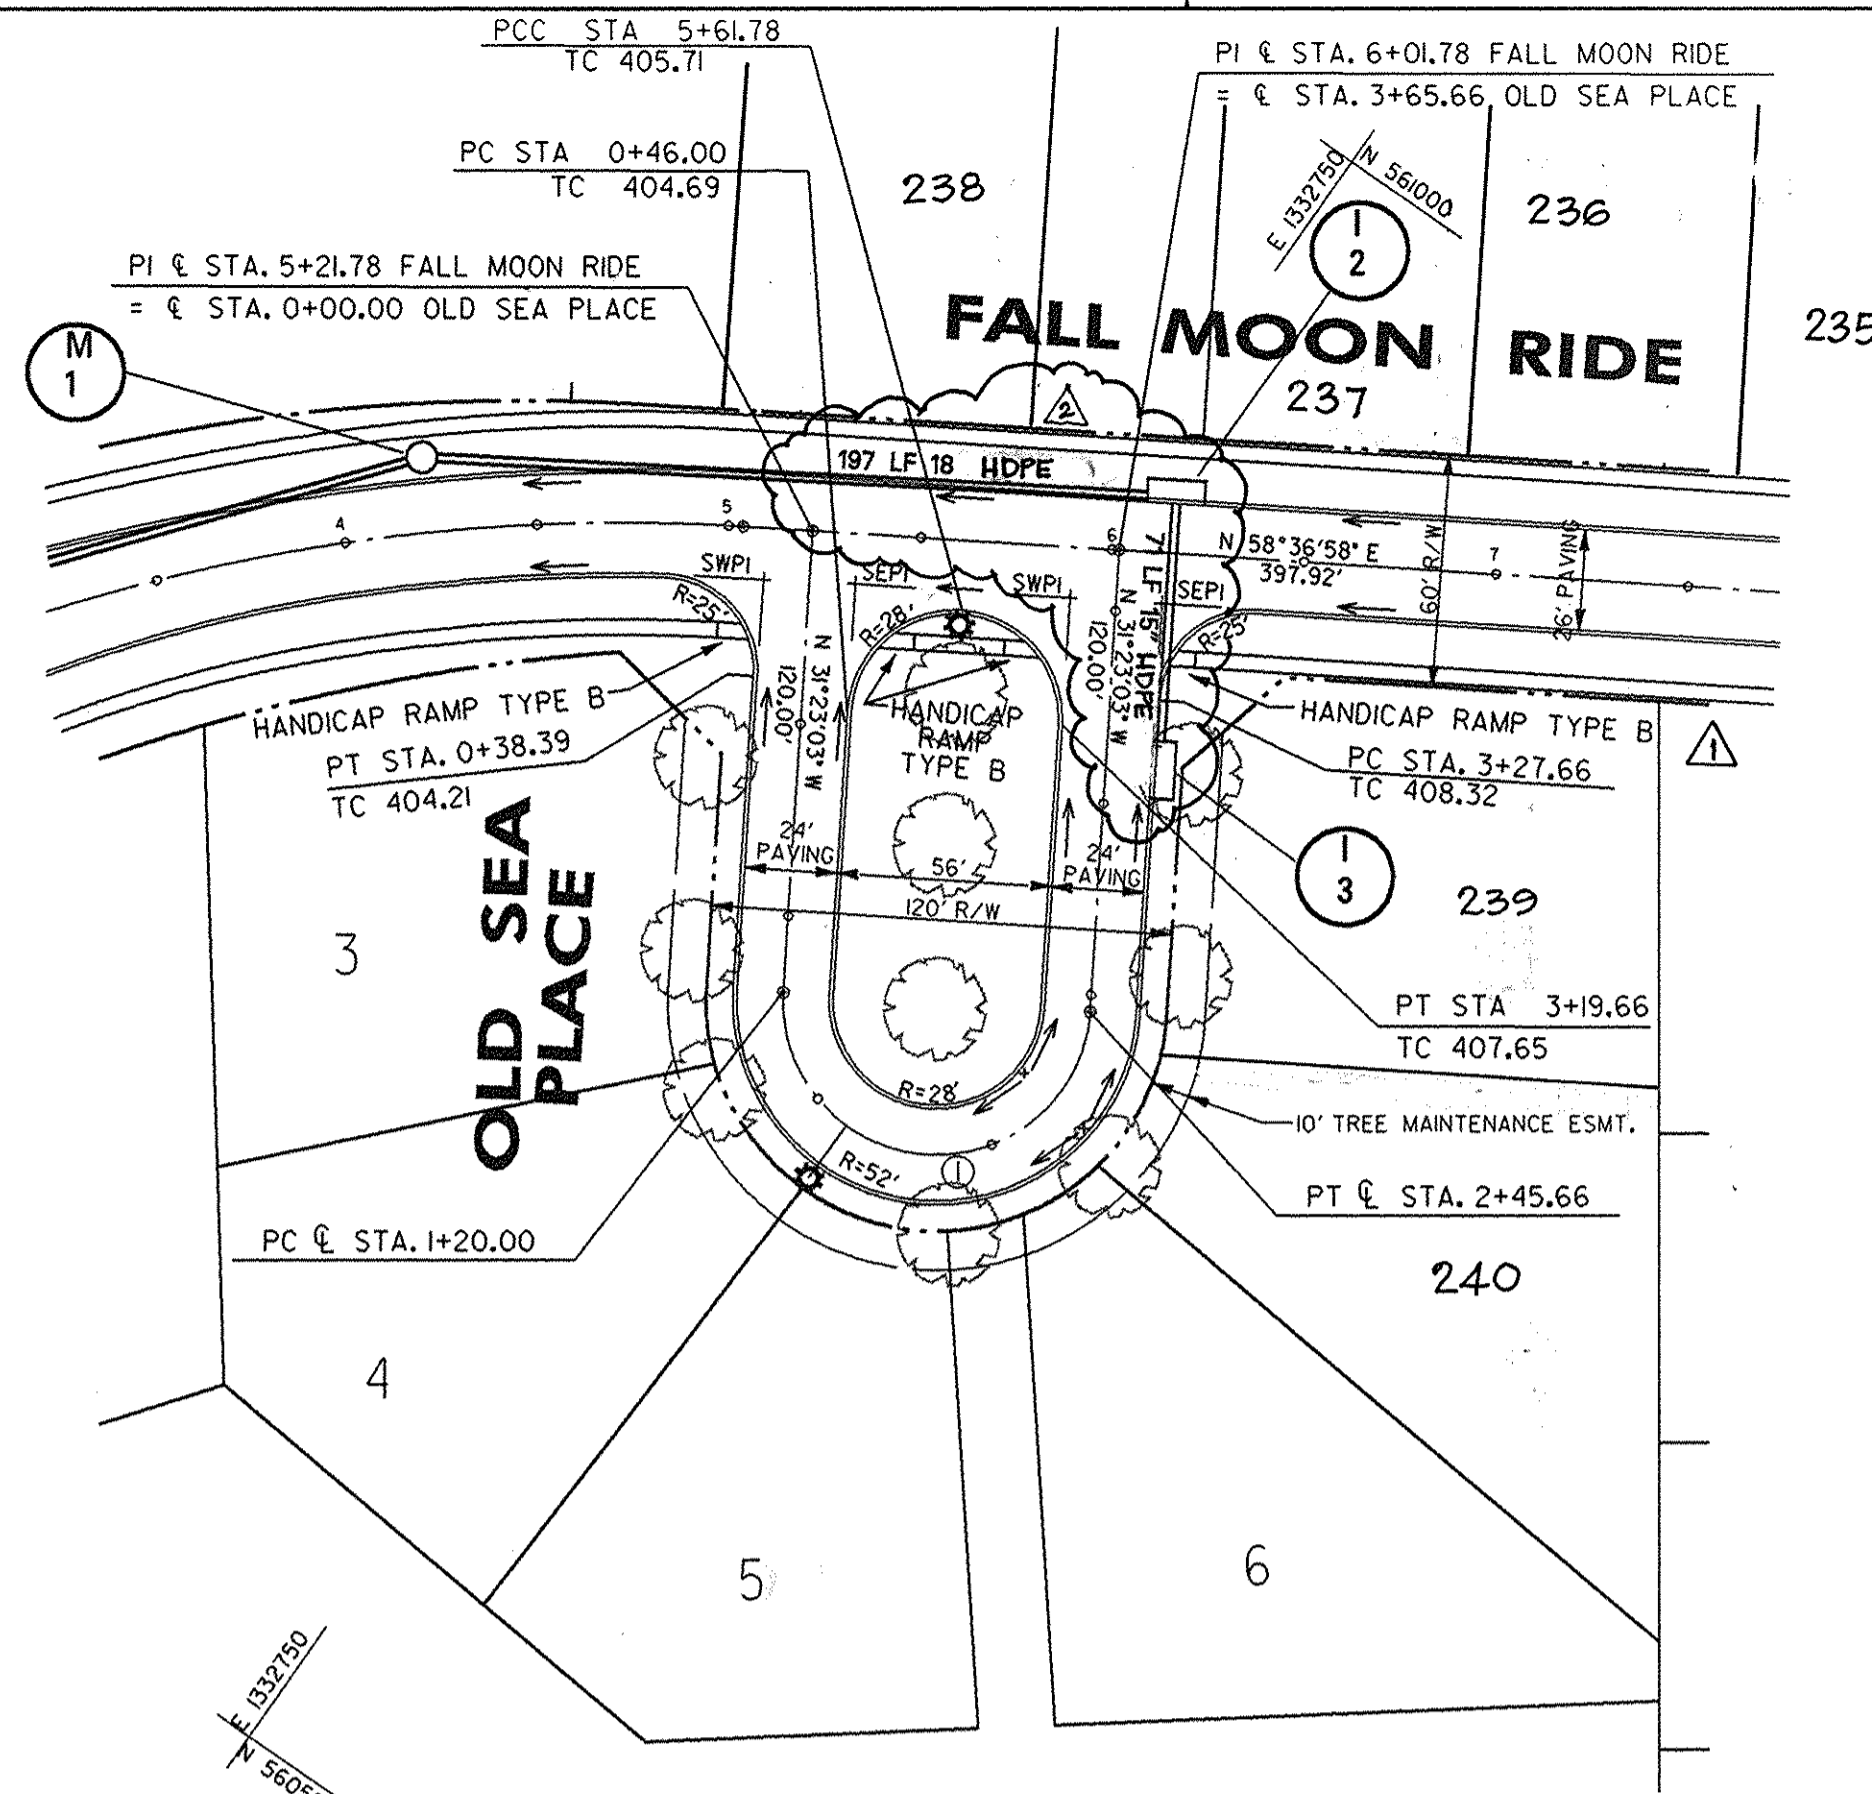 PCC STA 5+61.78
TC 405.71
PI ℄ STA. 6+01.78 FALL MOON RIDE
= ℄ STA. 3+65.66 OLD SEA PLACE
PC STA 0+46.00
TC 404.69
238
E 1332750
N 561000
236
I
2
PI ℄ STA. 5+21.78 FALL MOON RIDE
= ℄ STA. 0+00.00 OLD SEA PLACE
FALL MOON RIDE
235
M
1
237
2
197 LF 18 HDPE
4
5
6
7
N 58°36'58" E
397.92'
60' R/W
26' PAVING
SWPI
SEPI
SWPI
SEPI
R=25'
R=28'
R=25'
N 31°23'03" W
120.00'
LF 15" HDPE
N 31°23'03" W
120.00'
HANDICAP RAMP TYPE B
PT STA. 0+38.39
TC 404.21
HANDICAP
RAMP
TYPE B
HANDICAP RAMP TYPE B
PC STA. 3+27.66
TC 408.32
1
24'
PAVING
56'
24'
PAVING
120' R/W
I
3
239
OLD SEA
PLACE
3
PT STA 3+19.66
TC 407.65
R=28'
10' TREE MAINTENANCE ESMT.
R=52'
1
PT ℄ STA. 2+45.66
PC ℄ STA. 1+20.00
240
4
5
6
E 1332750